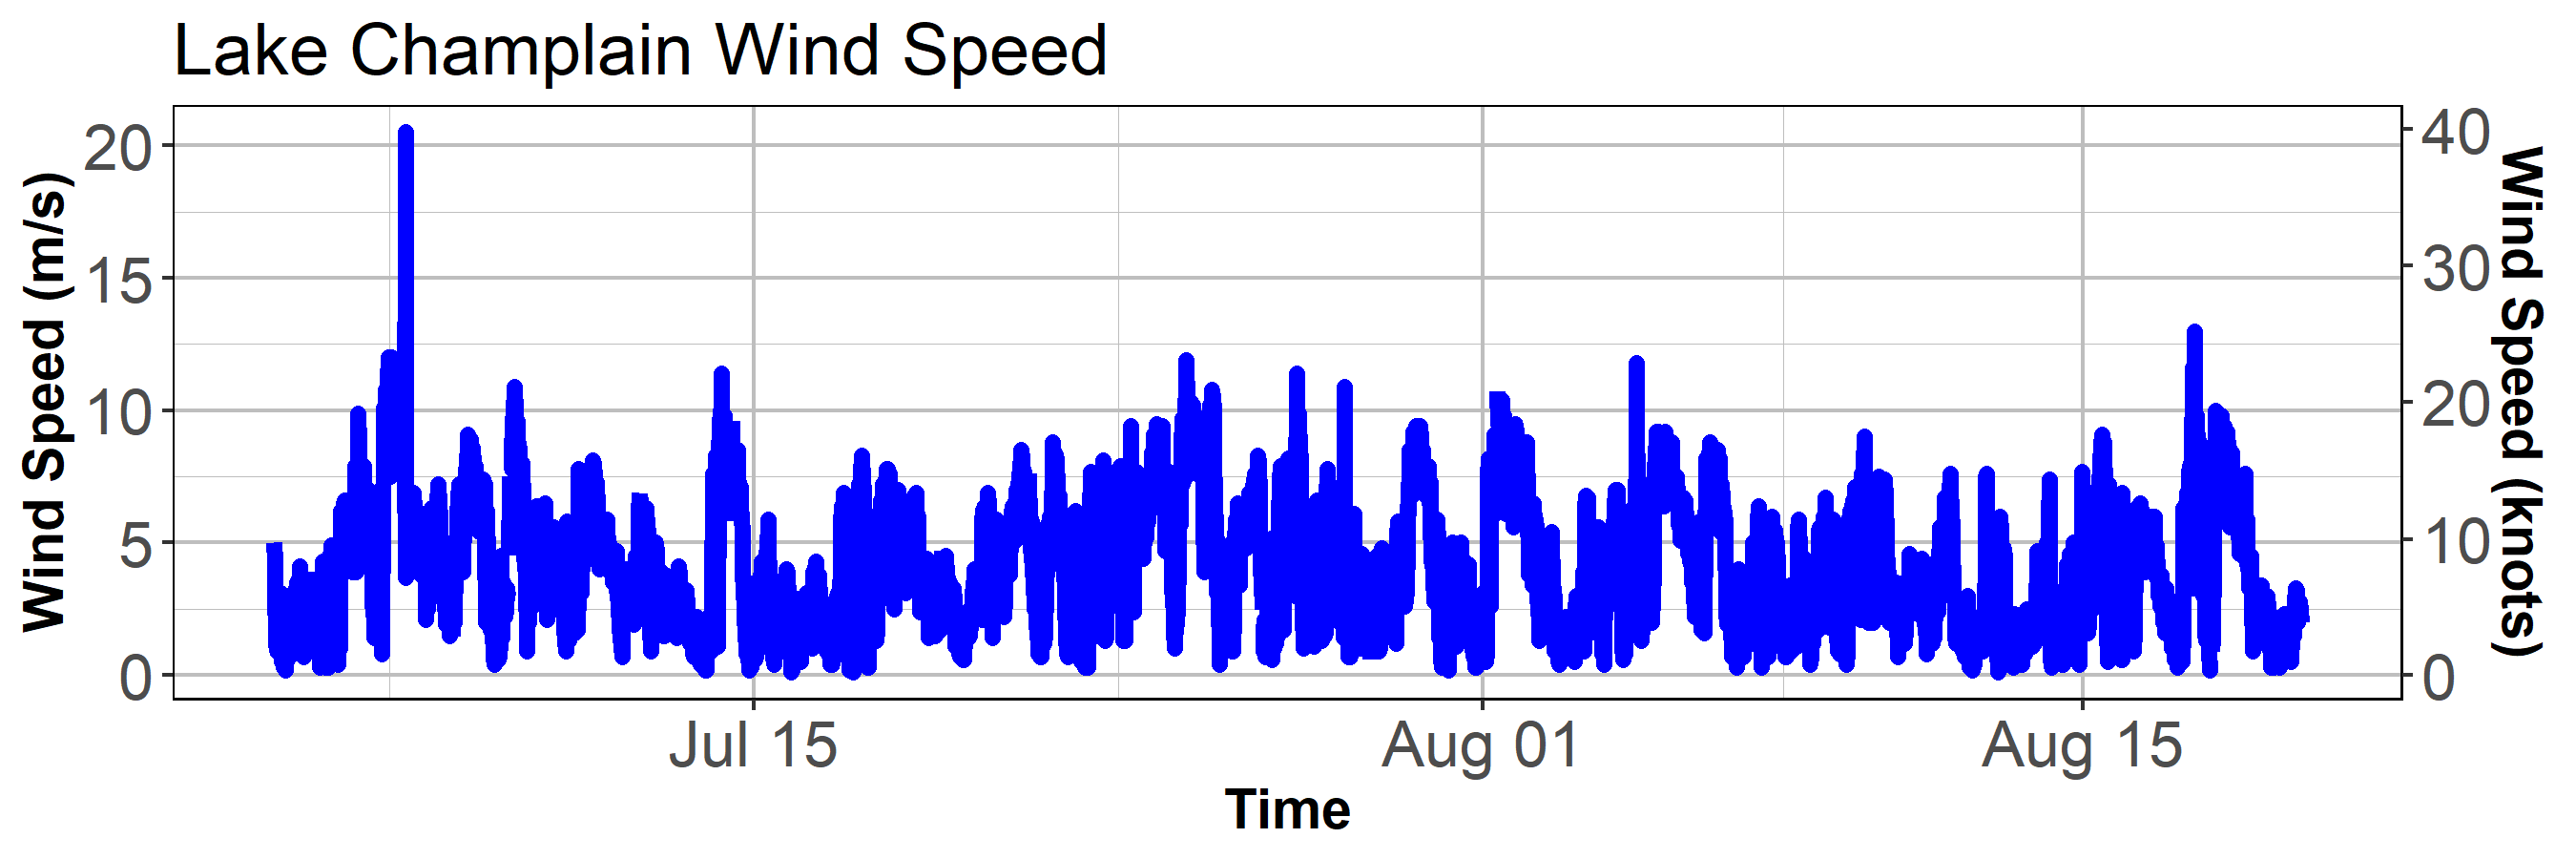 Lake Champlain Wind Speed
Wind Speed (m/s)
20
15
10
5
0
40
30
20
10
0
Wind Speed (knots)
Jul 15
Aug 01
Aug 15
Time